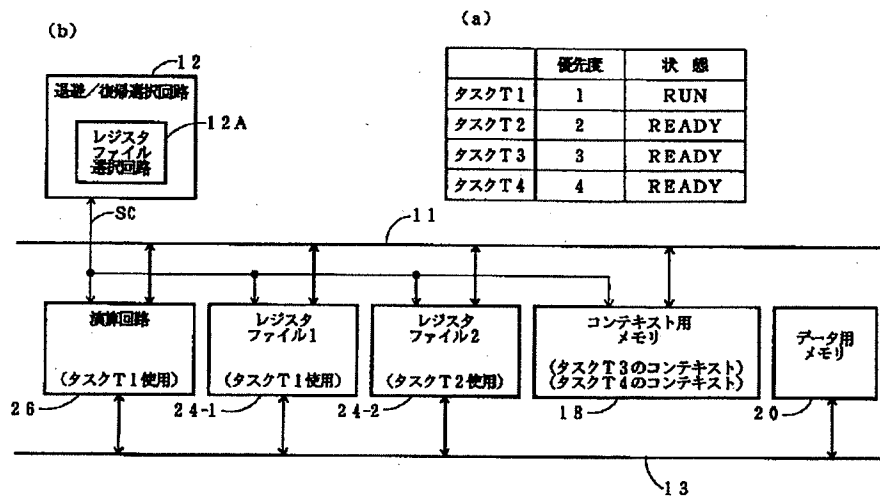 (b)
(a)
12
退避/復帰選択回路
12A
レジスタ
ファイル
選択回路
優先度 状態
タスクT1 1 RUN
タスクT2 2 READY
タスクT3 3 READY
タスクT4 4 READY
SC
11
演算回路
(タスクT1使用)
レジスタ
ファイル1
(タスクT1使用)
レジスタ
ファイル2
(タスクT2使用)
コンテキスト用
メモリ
(タスクT3のコンテキスト)
(タスクT4のコンテキスト)
データ用
メモリ
26
24-1
24-2
18
20
13